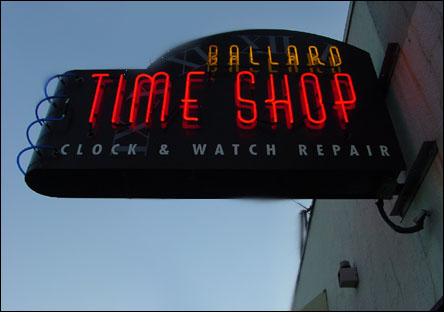 BALLARD
TIME SHOP
CLOCK & WATCH REPAIR